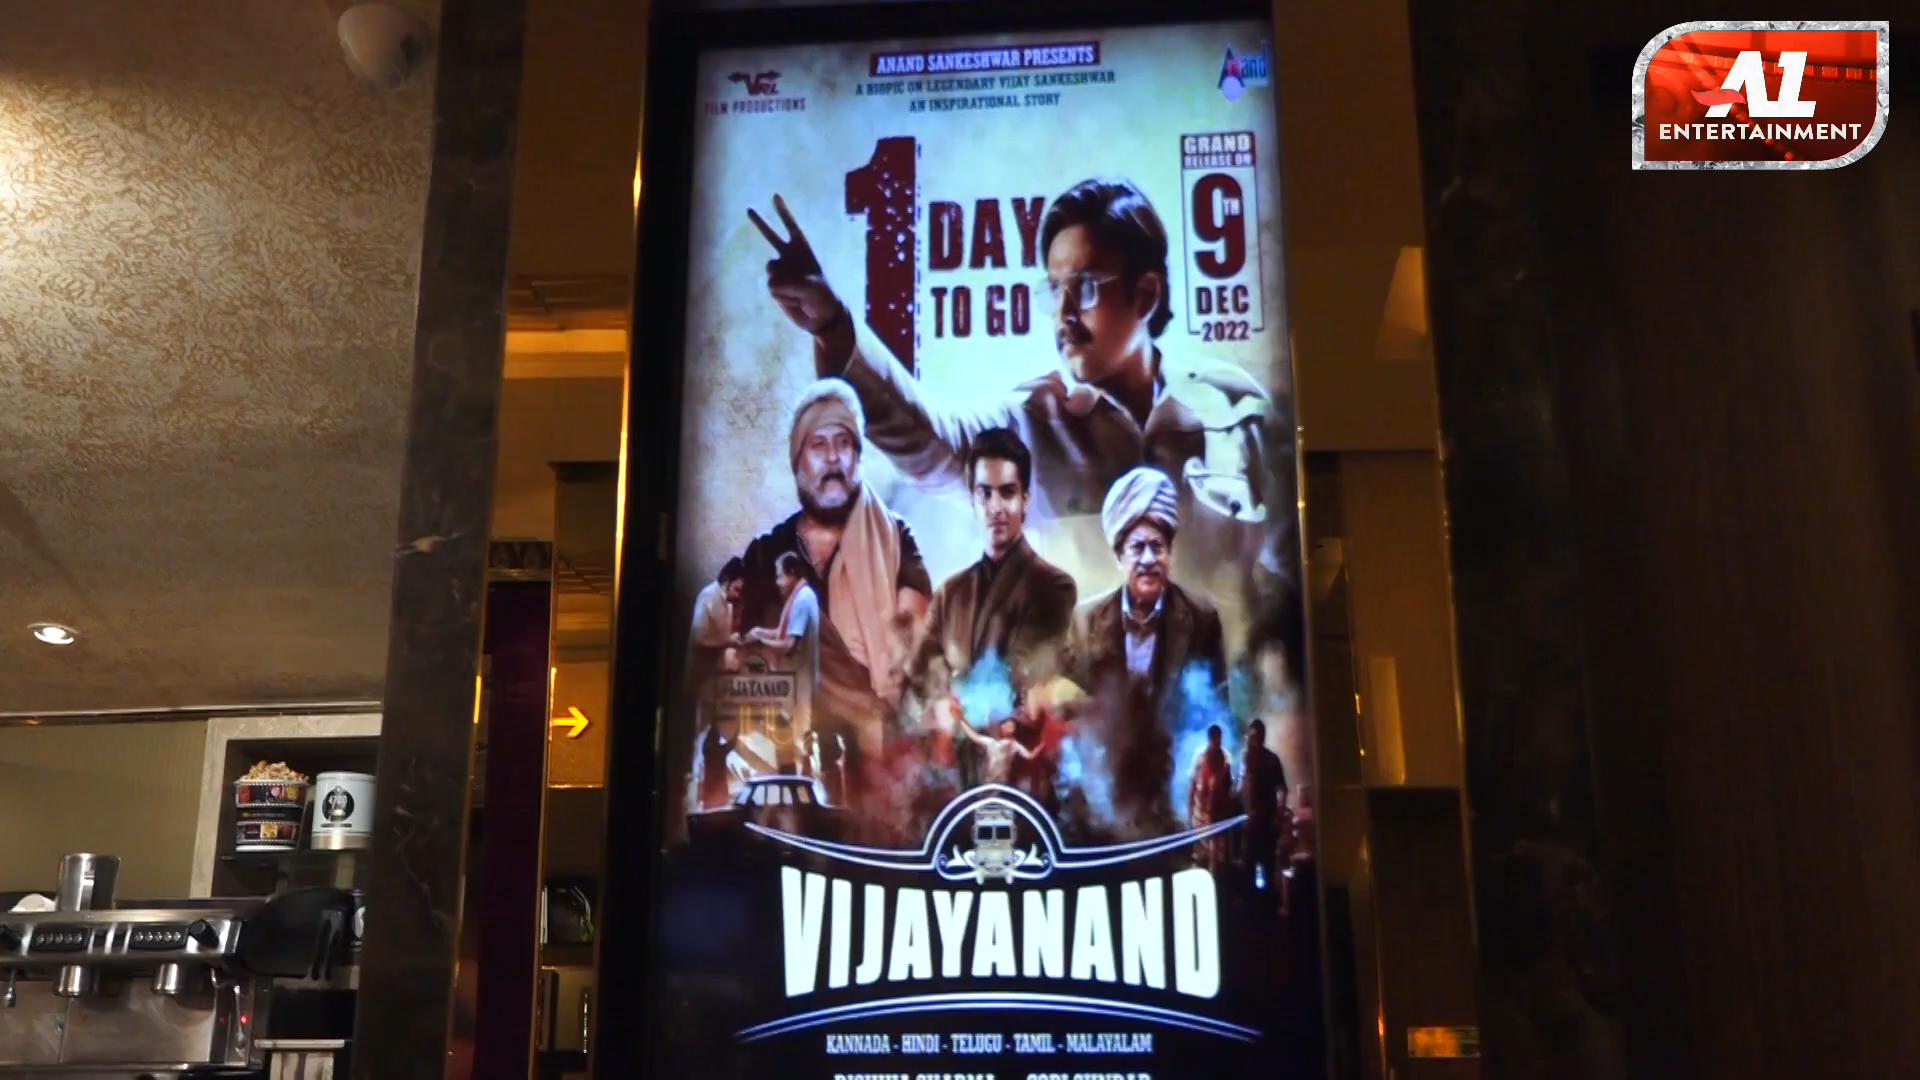 ANAND SANKESHWAR PRESENTS
A BIOPIC ON LEGENDARY VIJAY SANKESHWAR
AN INSPIRATIONAL STORY
VRL
FILM PRODUCTIONS
Anand
A1
ENTERTAINMENT
1
DAY
TO GO
GRAND
RELEASE ON
9TH
DEC
2022
VIJAYANAND
VIJAYANAND
KANNADA - HINDI - TELUGU - TAMIL - MALAYALAM